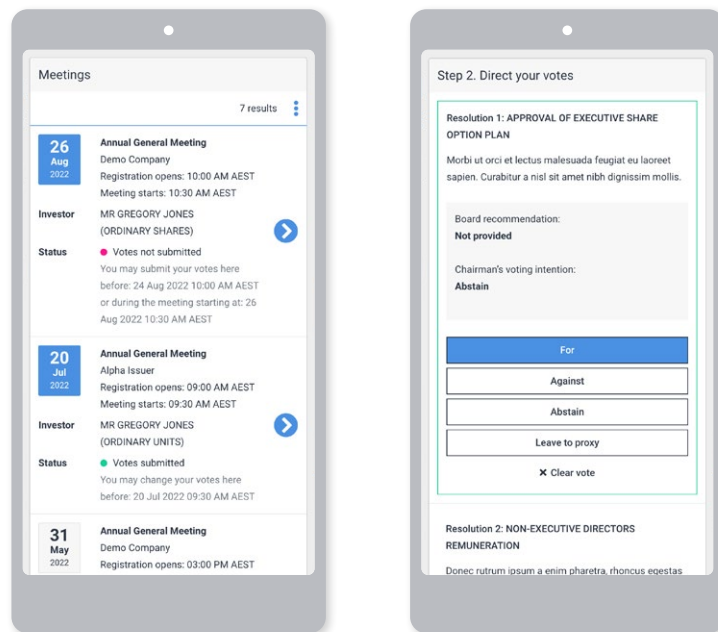 Meetings
7 results
26
Aug
2022
Annual General Meeting
Demo Company
Registration opens: 10:00 AM AEST
Meeting starts: 10:30 AM AEST
Investor
MR GREGORY JONES
(ORDINARY SHARES)
Status
Votes not submitted
You may submit your votes here
before: 24 Aug 2022 10:00 AM AEST
or during the meeting starting at: 26
Aug 2022 10:30 AM AEST
20
Jul
2022
Annual General Meeting
Alpha Issuer
Registration opens: 09:00 AM AEST
Meeting starts: 09:30 AM AEST
Investor
MR GREGORY JONES
(ORDINARY UNITS)
Status
Votes submitted
You may change your votes here
before: 20 Jul 2022 09:30 AM AEST
31
May
2022
Annual General Meeting
Demo Company
Registration opens: 03:00 PM AEST
Step 2. Direct your votes
Resolution 1: APPROVAL OF EXECUTIVE SHARE
OPTION PLAN
Morbi ut orci et lectus malesuada feugiat eu laoreet
sapien. Curabitur a nisl sit amet nibh dignissim mollis.
Board recommendation:
Not provided
Chairman's voting intention:
Abstain
For
Against
Abstain
Leave to proxy
✕ Clear vote
Resolution 2: NON-EXECUTIVE DIRECTORS
REMUNERATION
Donec rutrum ipsum a enim pharetra, rhoncus egestas